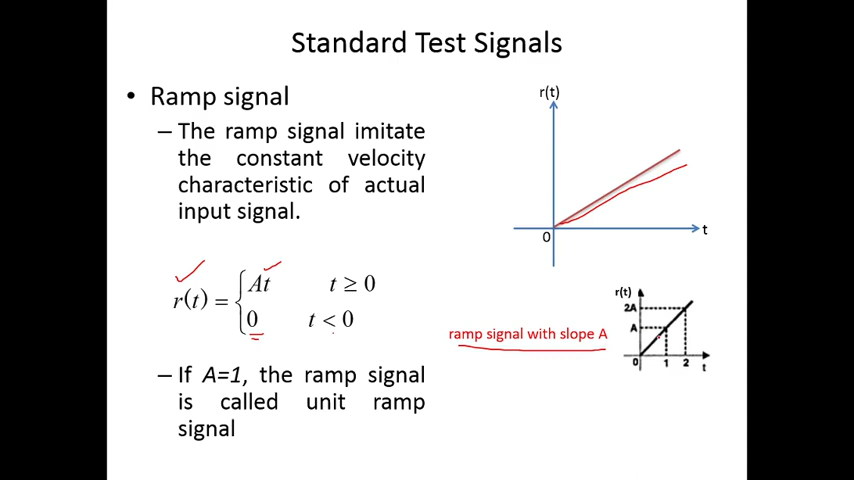 Standard Test Signals
• Ramp signal
– The ramp signal imitate
the constant velocity
characteristic of actual
input signal.
r(t) = { At t ≥ 0
0 t < 0
– If A=1, the ramp signal
is called unit ramp
signal
r(t)
0
t
ramp signal with slope A
r(t)
2A
A
0 1 2 t